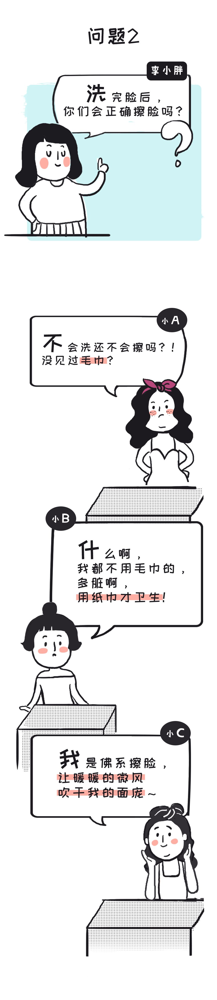 问题2
李小胖
洗完脸后，
你们会正确擦脸吗？
小A
不会洗还不会擦吗？！
没见过毛巾？
小B
什么啊，
我都不用毛巾的，
多脏啊，
用纸巾才卫生！
小C
我是佛系擦脸，
让暖暖的微风
吹干我的面庞～